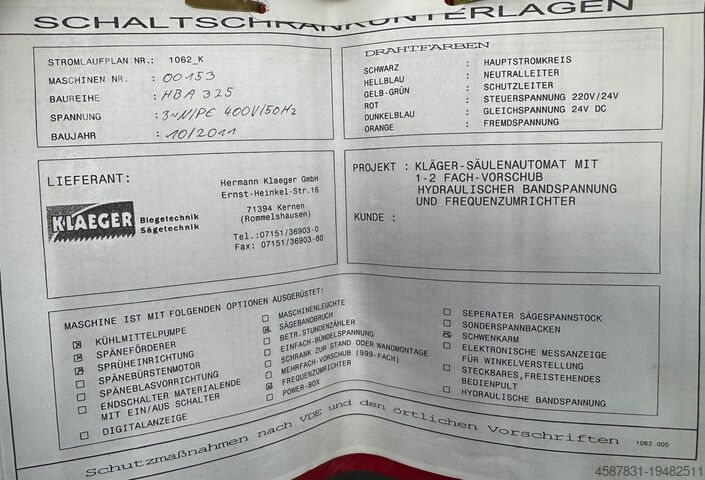 SCHALTSCHRANKUNTERLAGEN
STROMLAUFPLAN NR.: 1062_K
MASCHINEN NR. : 00153
BAUREIHE : HBA 325
SPANNUNG : 3~N/PE 400V/50Hz
BAUJAHR : 10/2011
DRAHTFARBEN
SCHWARZ : HAUPTSTROMKREIS
HELLBLAU : NEUTRALLEITER
GELB-GRÜN : SCHUTZLEITER
ROT : STEUERSPANNUNG 220V/24V
DUNKELBLAU : GLEICHSPANNUNG 24V DC
ORANGE : FREMDSPANNUNG
LIEFERANT:
KLAEGER
Biegetechnik
Sägetechnik
Hermann Klaeger GmbH
Ernst-Heinkel-Str.16
71394 Kernen
(Rommelshausen)
Tel.:07151/36903-0
Fax: 07151/36903-80
PROJEKT : KLÄGER-SÄULENAUTOMAT MIT
1-2 FACH-VORSCHUB
HYDRAULISCHER BANDSPANNUNG
UND FREQUENZUMRICHTER
KUNDE :
MASCHINE IST MIT FOLGENDEN OPTIONEN AUSGERÜSTET:
☒ KÜHLMITTELPUMPE
☐ SPÄNEFÖRDERER
☒ SPRÜHEINRICHTUNG
☐ SPÄNEBÜRSTENMOTOR
☐ SPÄNEBLASVORRICHTUNG
☐ ENDSCHALTER MATERIALENDE
MIT EIN/AUS SCHALTER
☐ DIGITALANZEIGE
☐ MASCHINENLEUCHTE
☒ SÄGEBANDBRUCH
☐ BETR.STUNDENZÄHLER
☐ EINFACH-BÜNDELSPANNUNG
☐ SCHRANK ZUR STAND ODER WANDMONTAGE
☐ MEHRFACH-VORSCHUB (999-FACH)
☒ FREQUENZUMRICHTER
☐ POWER-BOX
☐ SEPERATER SÄGESPANNSTOCK
☐ SONDERSPANNBACKEN
☒ SCHWENKARM
☐ ELEKTRONISCHE MESSANZEIGE
FÜR WINKELVERSTELLUNG
☐ STECKBARES, FREISTEHENDES
BEDIENPULT
☐ HYDRAULISCHE BANDSPANNUNG
Schutzmaßnahmen nach VDE und den örtlichen Vorschriften
1062.000
4587831-19482511